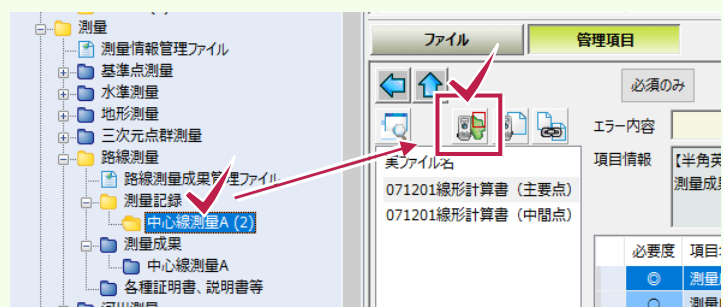 測量
測量情報管理ファイル
基準点測量
水準測量
地形測量
三次元点群測量
路線測量
路線測量成果管理ファイル
測量記録
中心線測量A (2)
測量成果
中心線測量A
各種証明書、説明書等
河川測量
ファイル
管理項目
必須のみ
エラー内容
実ファイル名
071201線形計算書（主要点）
071201線形計算書（中間点）
項目情報
【半角英
測量成
必要度
項目
◎
測量
○
測量